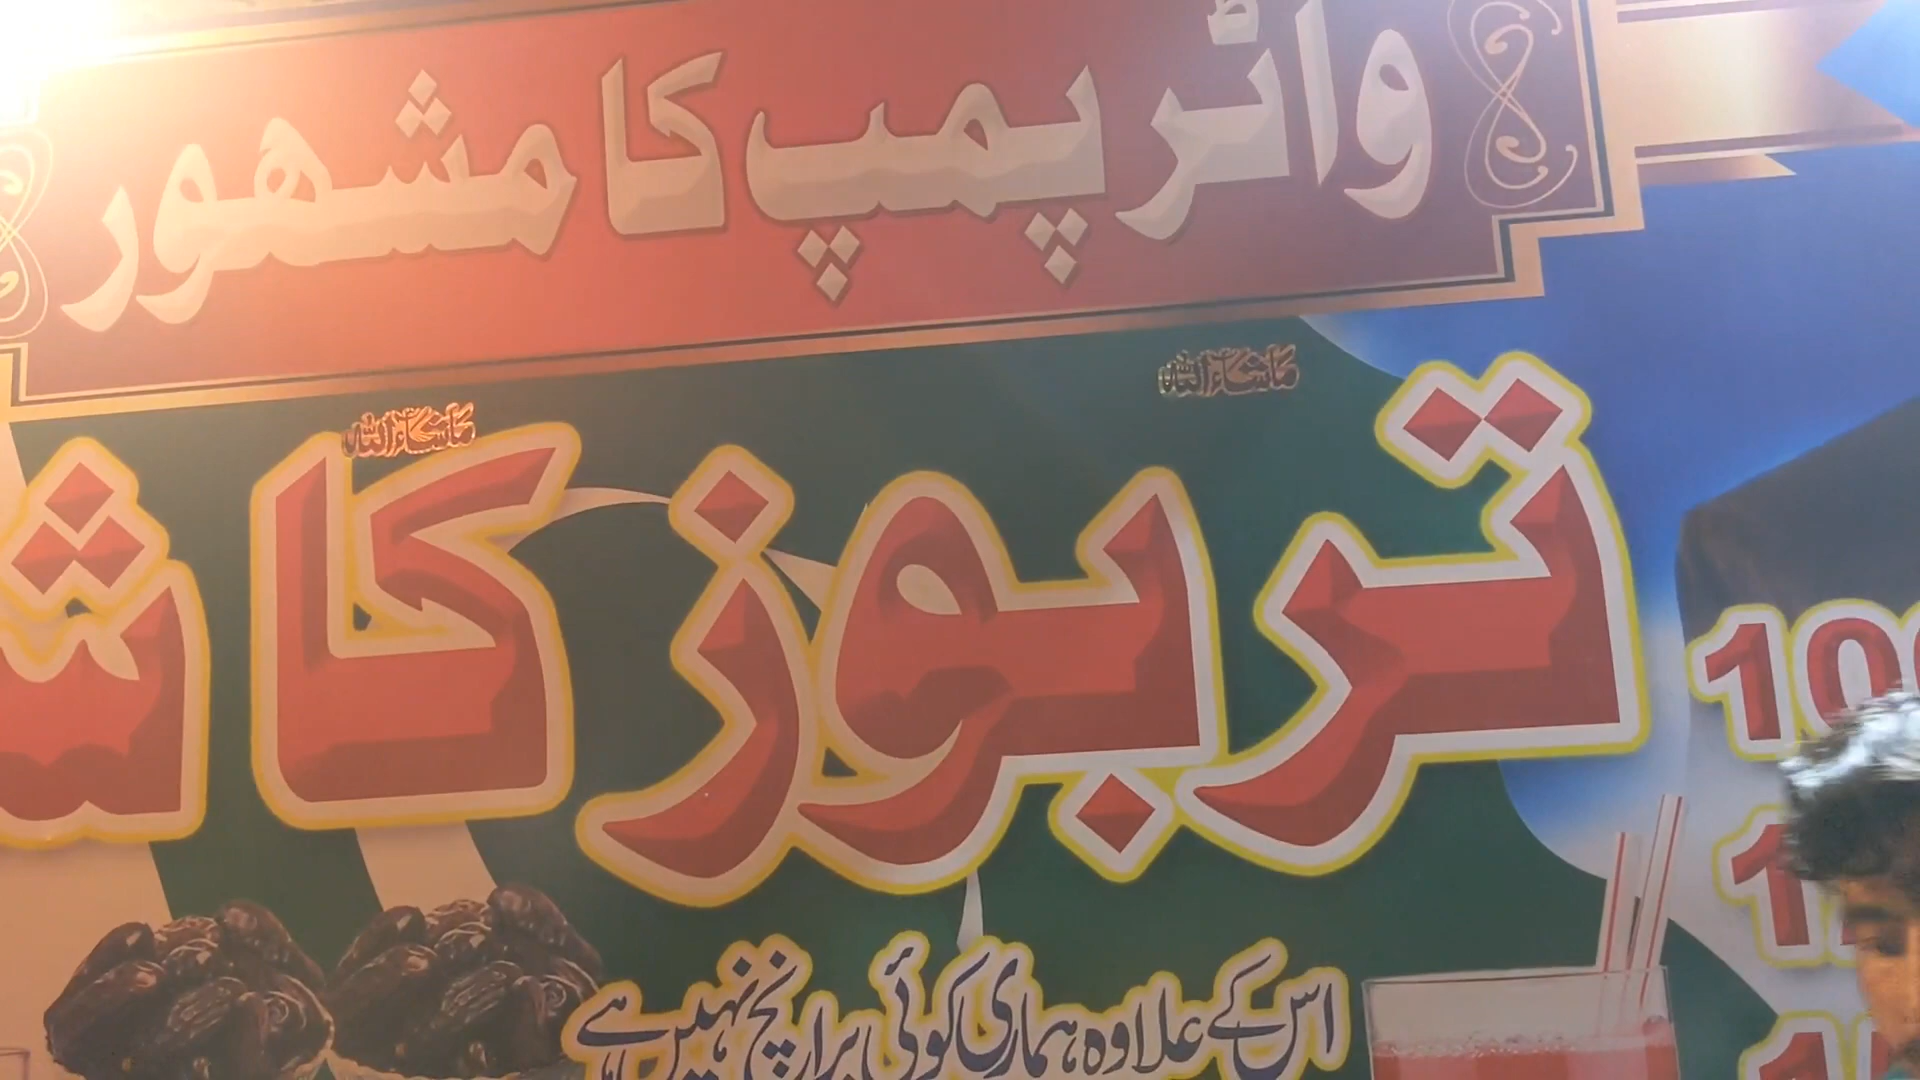 واٹر پمپ کا مشہور
ماشاءاللہ
ماشاءاللہ
تربوز کا
اس کے علاوہ ہماری کوئی برانچ نہیں ہے